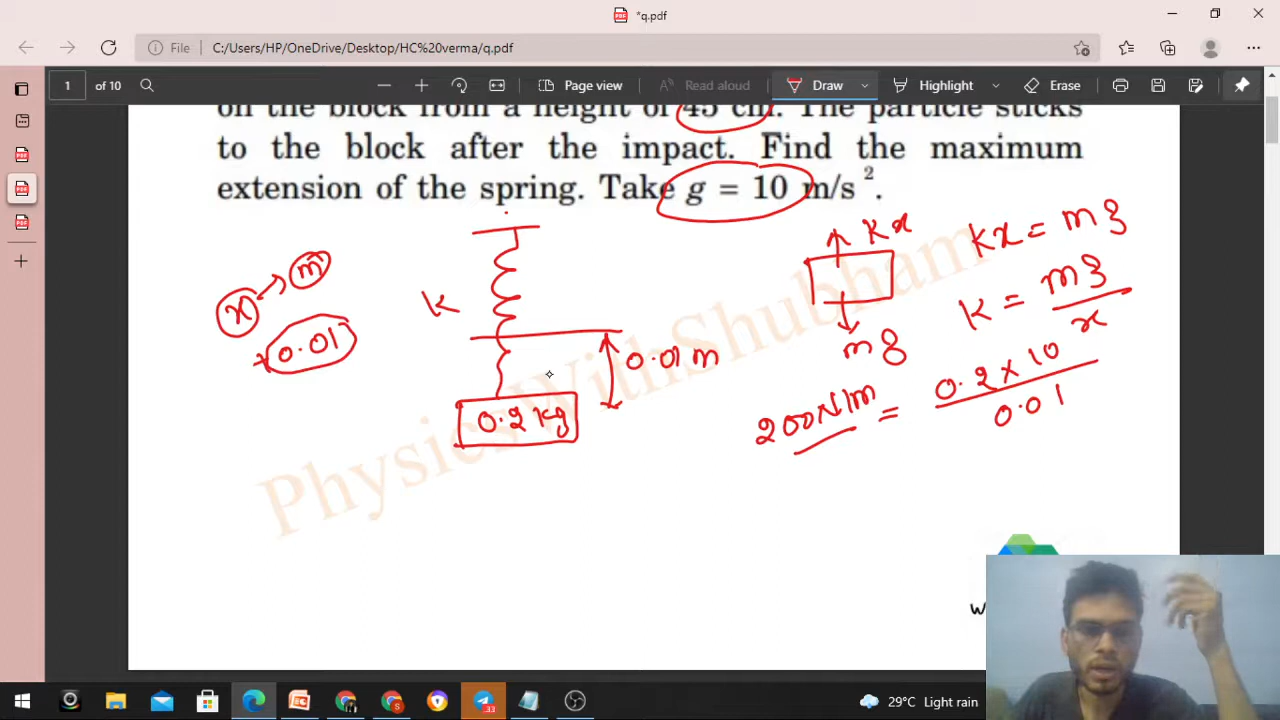 *q.pdf
File C:/Users/HP/OneDrive/Desktop/HC%20verma/q.pdf
1 of 10 Page view Read aloud Draw Highlight Erase
on the block from a height of 45 cm. The particle sticks
to the block after the impact. Find the maximum
extension of the spring. Take g = 10 m/s².
x → m
0.01
K
0.01 m
0.2 kg
Kx
mg
Kx = mg
K = mg/x
200 N/m = 0.2 × 10/0.01
PhysicsWithShubham
W
33
29°C Light rain